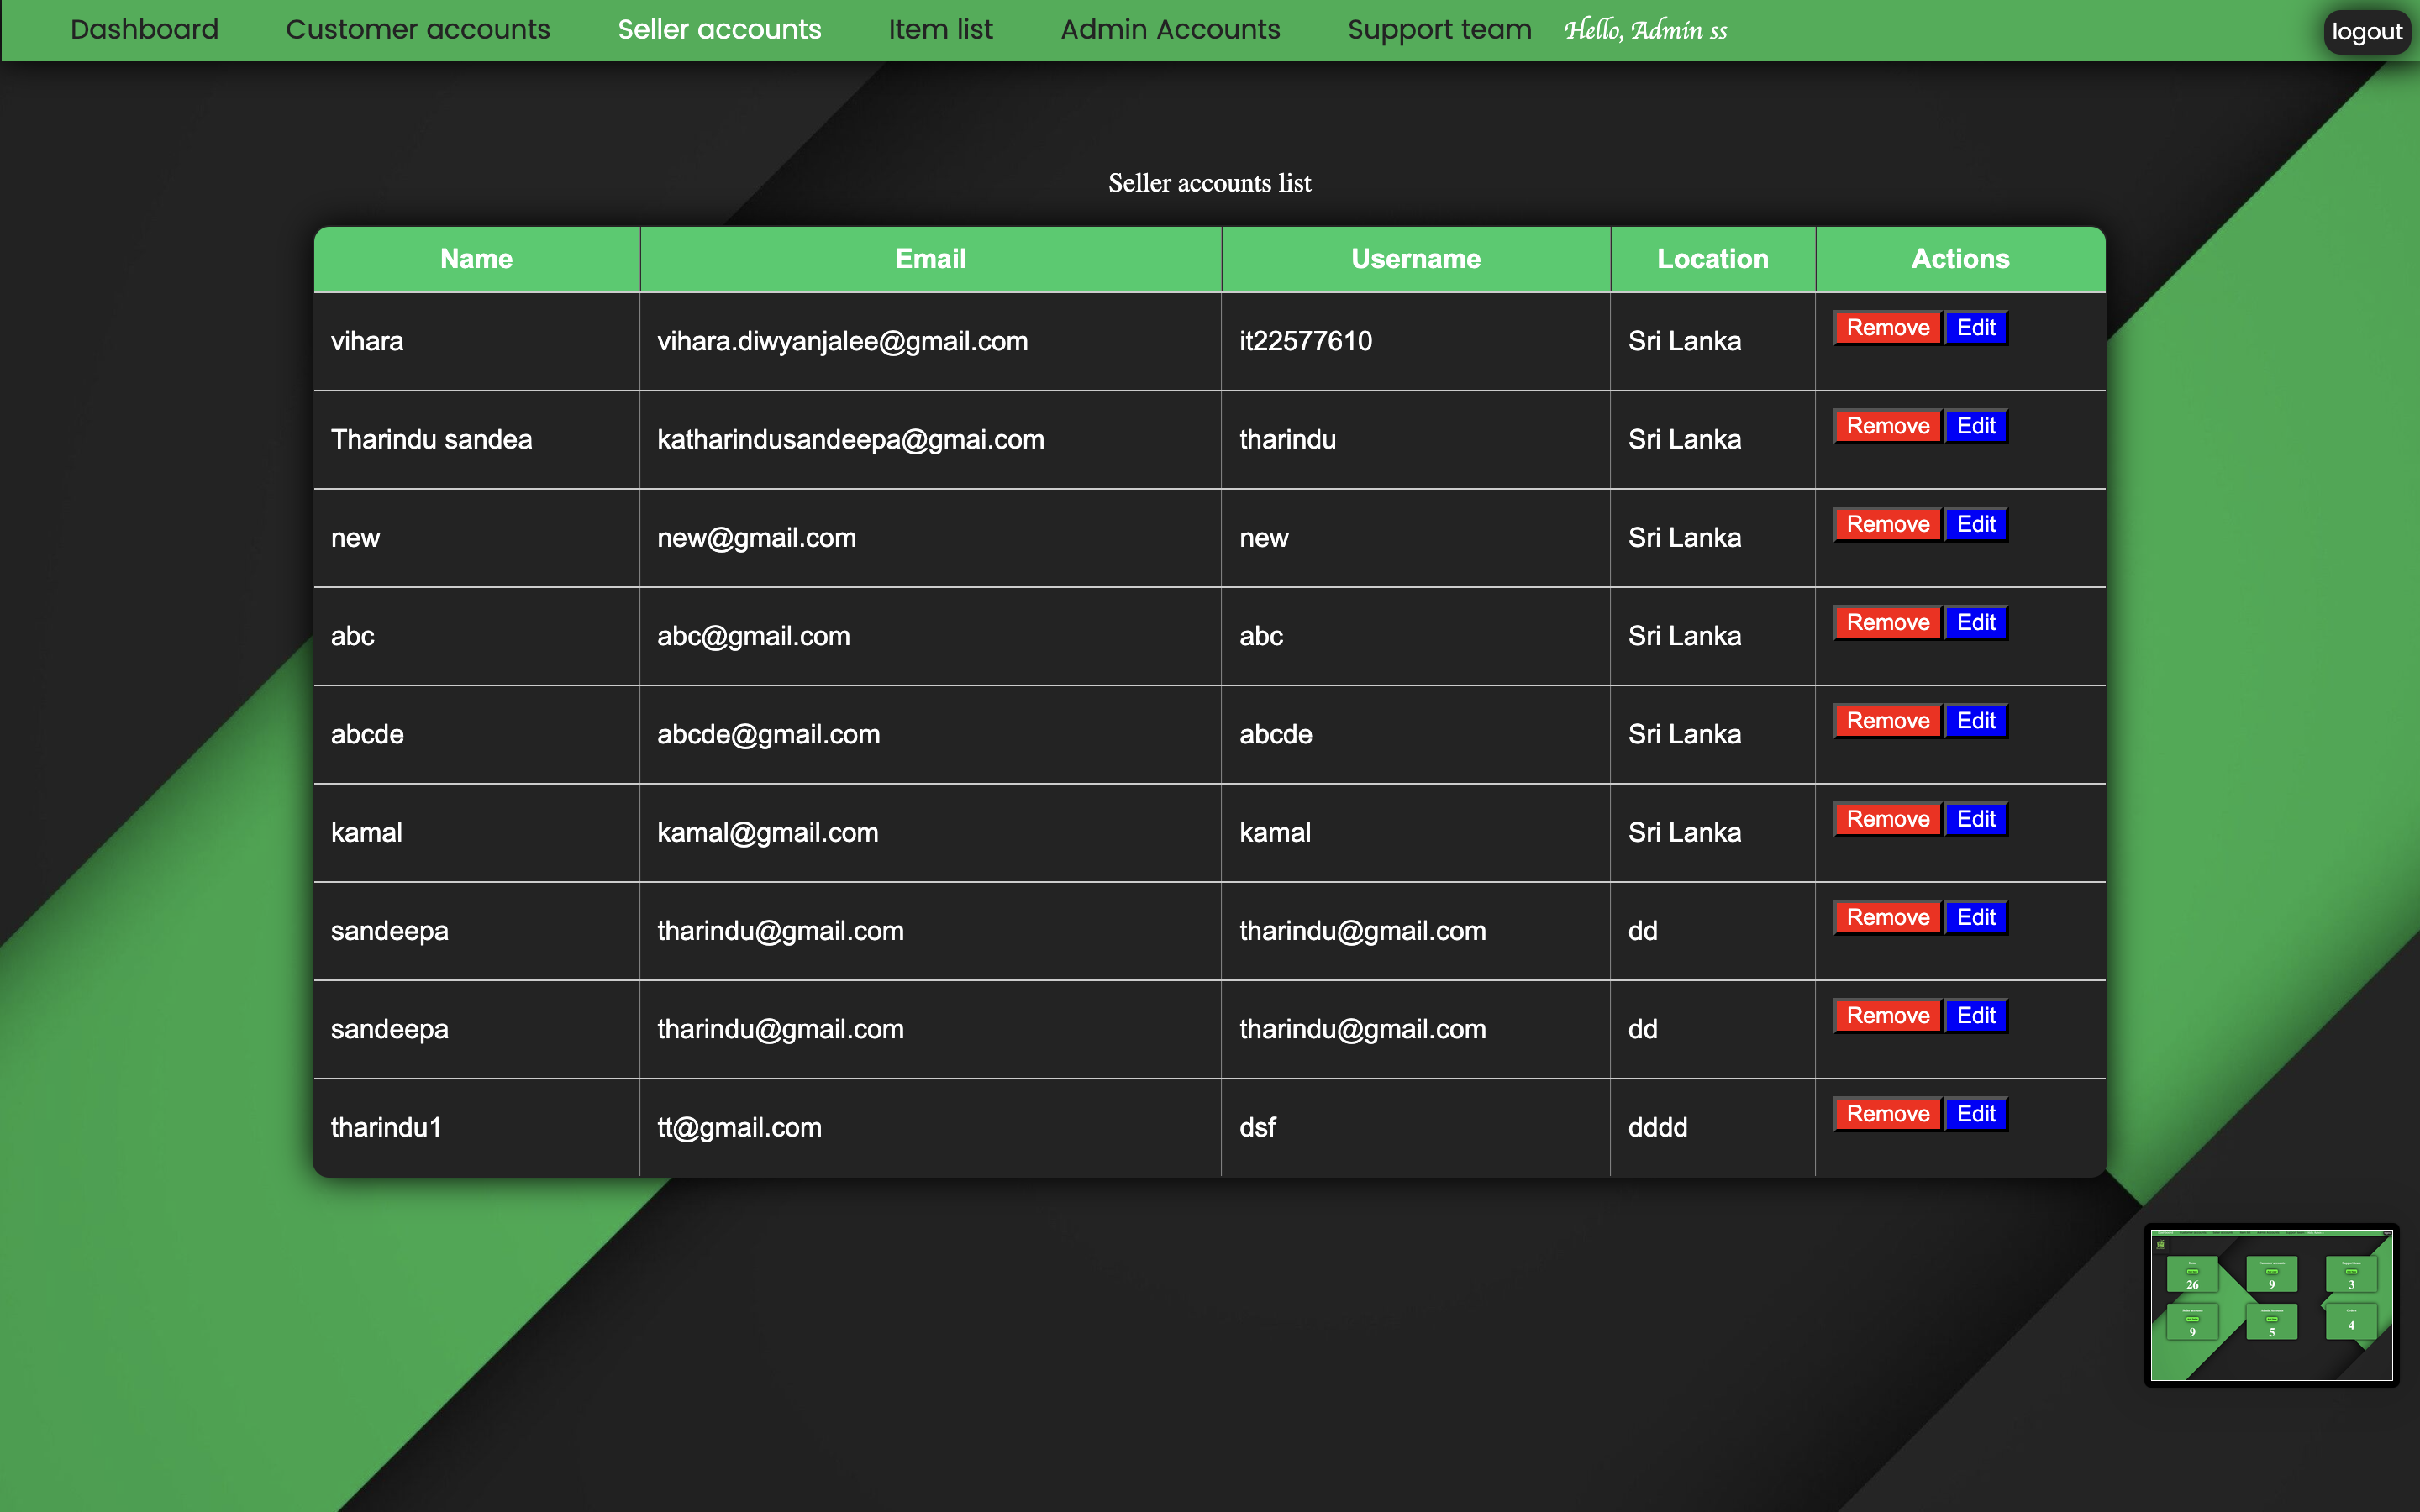 Dashboard Customer accounts Seller accounts Item list Admin Accounts Support team Hello, Admin ss logout
Seller accounts list
Name Email Username Location Actions
vihara vihara.diwyanjalee@gmail.com it22577610 Sri Lanka Remove Edit
Tharindu sandea katharindusandeepa@gmai.com tharindu Sri Lanka Remove Edit
new new@gmail.com new Sri Lanka Remove Edit
abc abc@gmail.com abc Sri Lanka Remove Edit
abcde abcde@gmail.com abcde Sri Lanka Remove Edit
kamal kamal@gmail.com kamal Sri Lanka Remove Edit
sandeepa tharindu@gmail.com tharindu@gmail.com dd Remove Edit
sandeepa tharindu@gmail.com tharindu@gmail.com dd Remove Edit
tharindu1 tt@gmail.com dsf dddd Remove Edit
26 9 3
9 5 4